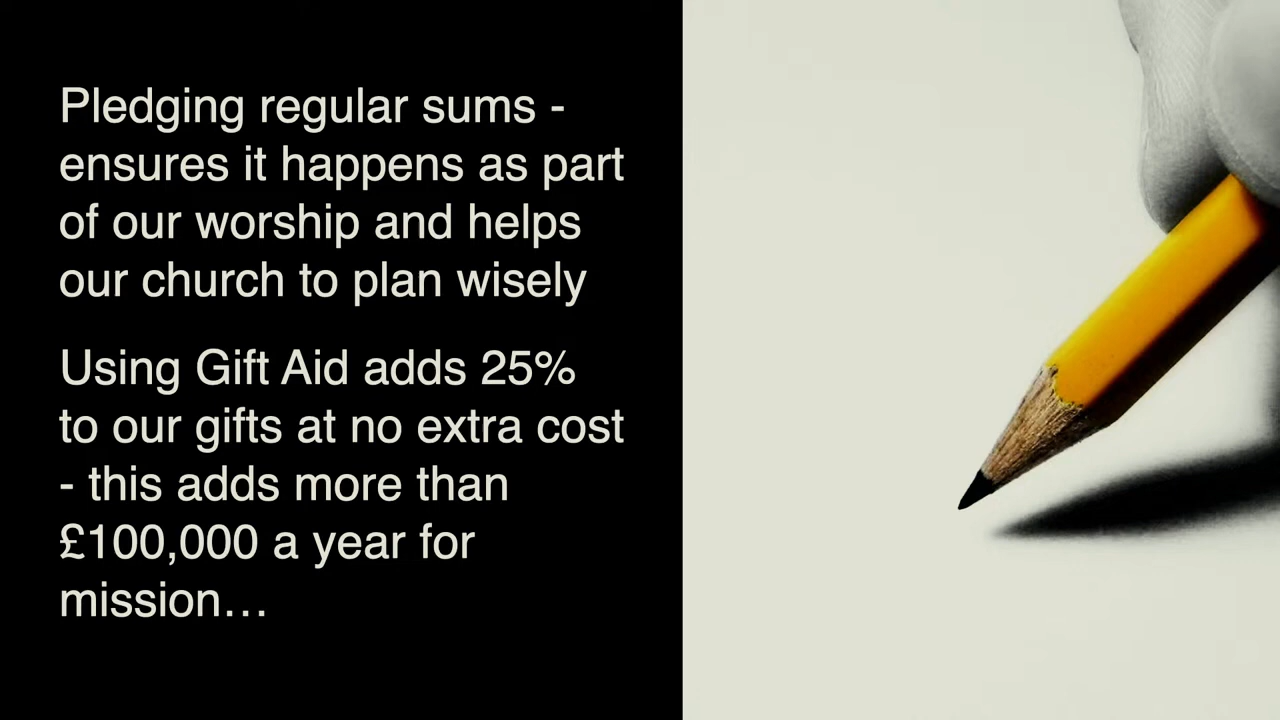 Pledging regular sums -
ensures it happens as part
of our worship and helps
our church to plan wisely
Using Gift Aid adds 25%
to our gifts at no extra cost
- this adds more than
£100,000 a year for
mission…